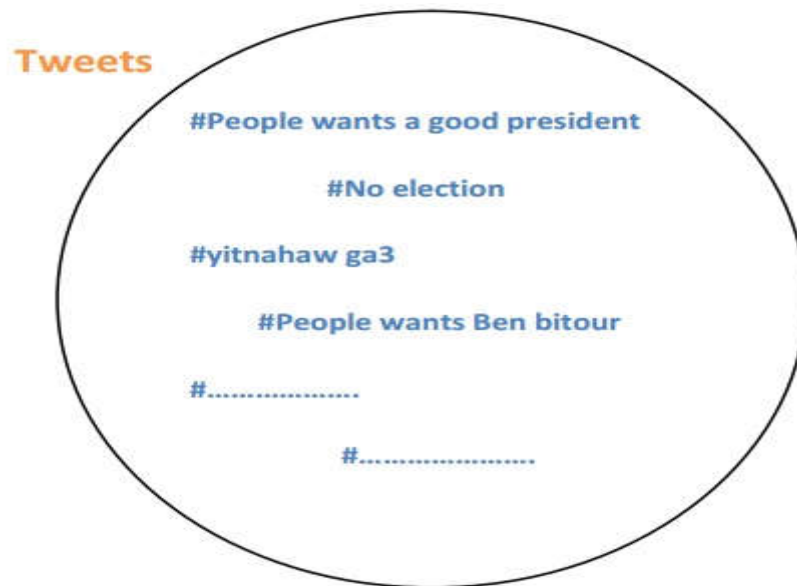 Tweets
#People wants a good president
#No election
#yitnahaw ga3
#People wants Ben bitour
#...................
#......................